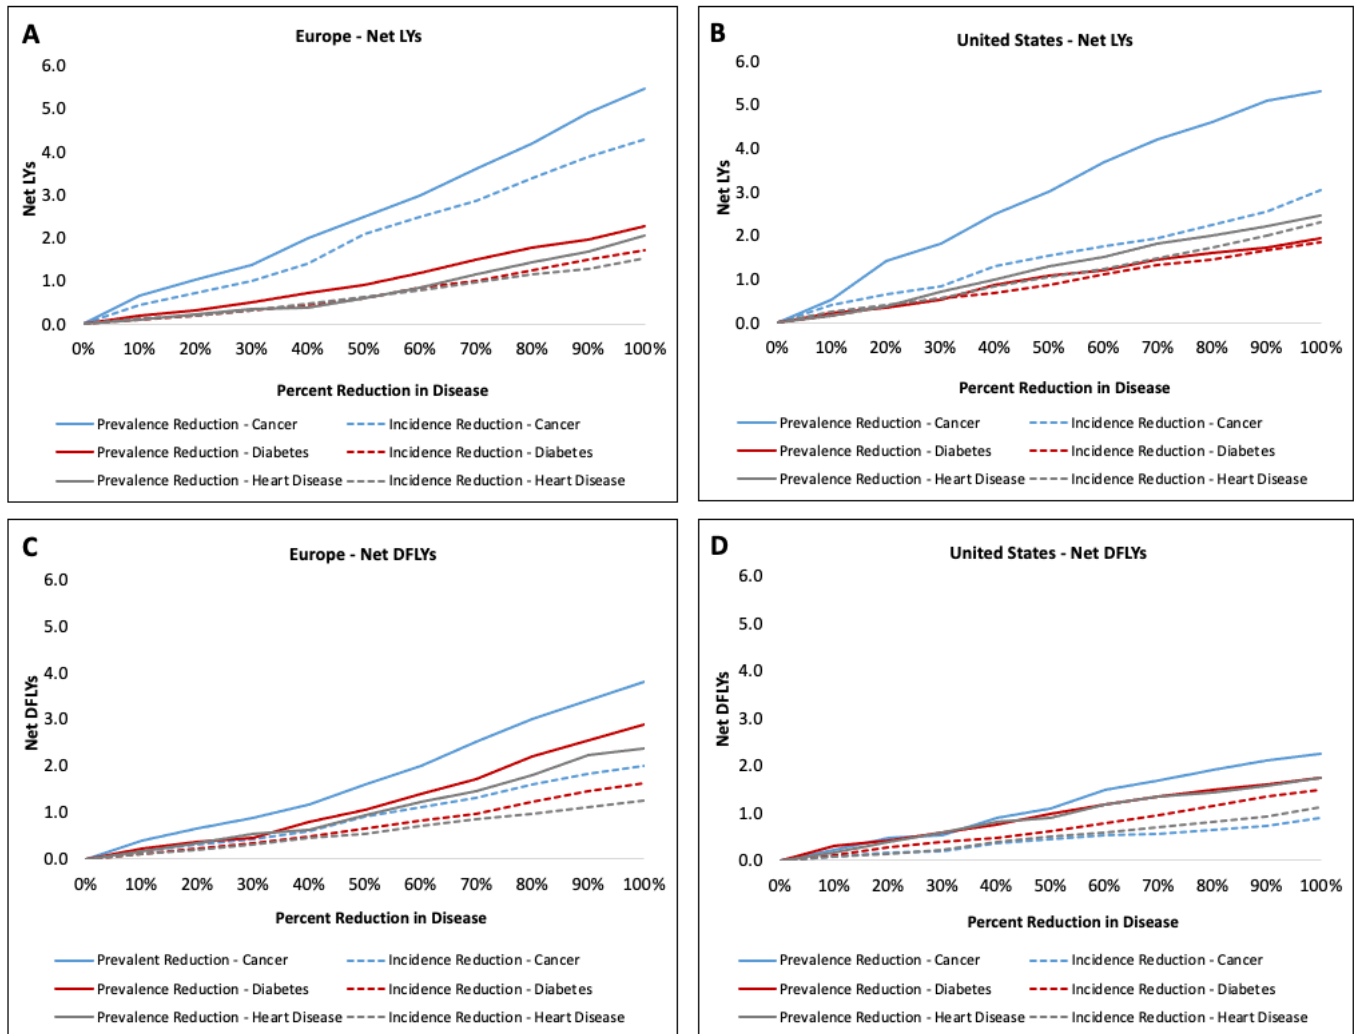 A
Europe - Net LYs
Net LYs
6.0
5.0
4.0
3.0
2.0
1.0
0.0
0% 10% 20% 30% 40% 50% 60% 70% 80% 90% 100%
Percent Reduction in Disease
Prevalence Reduction - Cancer Incidence Reduction - Cancer
Prevalence Reduction - Diabetes Incidence Reduction - Diabetes
Prevalence Reduction - Heart Disease Incidence Reduction - Heart Disease
B
United States - Net LYs
Net LYs
6.0
5.0
4.0
3.0
2.0
1.0
0.0
0% 10% 20% 30% 40% 50% 60% 70% 80% 90% 100%
Percent Reduction in Disease
Prevalence Reduction - Cancer Incidence Reduction - Cancer
Prevalence Reduction - Diabetes Incidence Reduction - Diabetes
Prevalence Reduction - Heart Disease Incidence Reduction - Heart Disease
C
Europe - Net DFLYs
Net DFLYs
6.0
5.0
4.0
3.0
2.0
1.0
0.0
0% 10% 20% 30% 40% 50% 60% 70% 80% 90% 100%
Percent Reduction in Disease
Prevalent Reduction - Cancer Incidence Reduction - Cancer
Prevalence Reduction - Diabetes Incidence Reduction - Diabetes
Prevalence Reduction - Heart Disease Incidence Reduction - Heart Disease
D
United States - Net DFLYs
Net DFLYs
6.0
5.0
4.0
3.0
2.0
1.0
0.0
0% 10% 20% 30% 40% 50% 60% 70% 80% 90% 100%
Percent Reduction in Disease
Prevalence Reduction - Cancer Incidence Reduction - Cancer
Prevalence Reduction - Diabetes Incidence Reduction - Diabetes
Prevalence Reduction - Heart Disease Incidence Reduction - Heart Disease